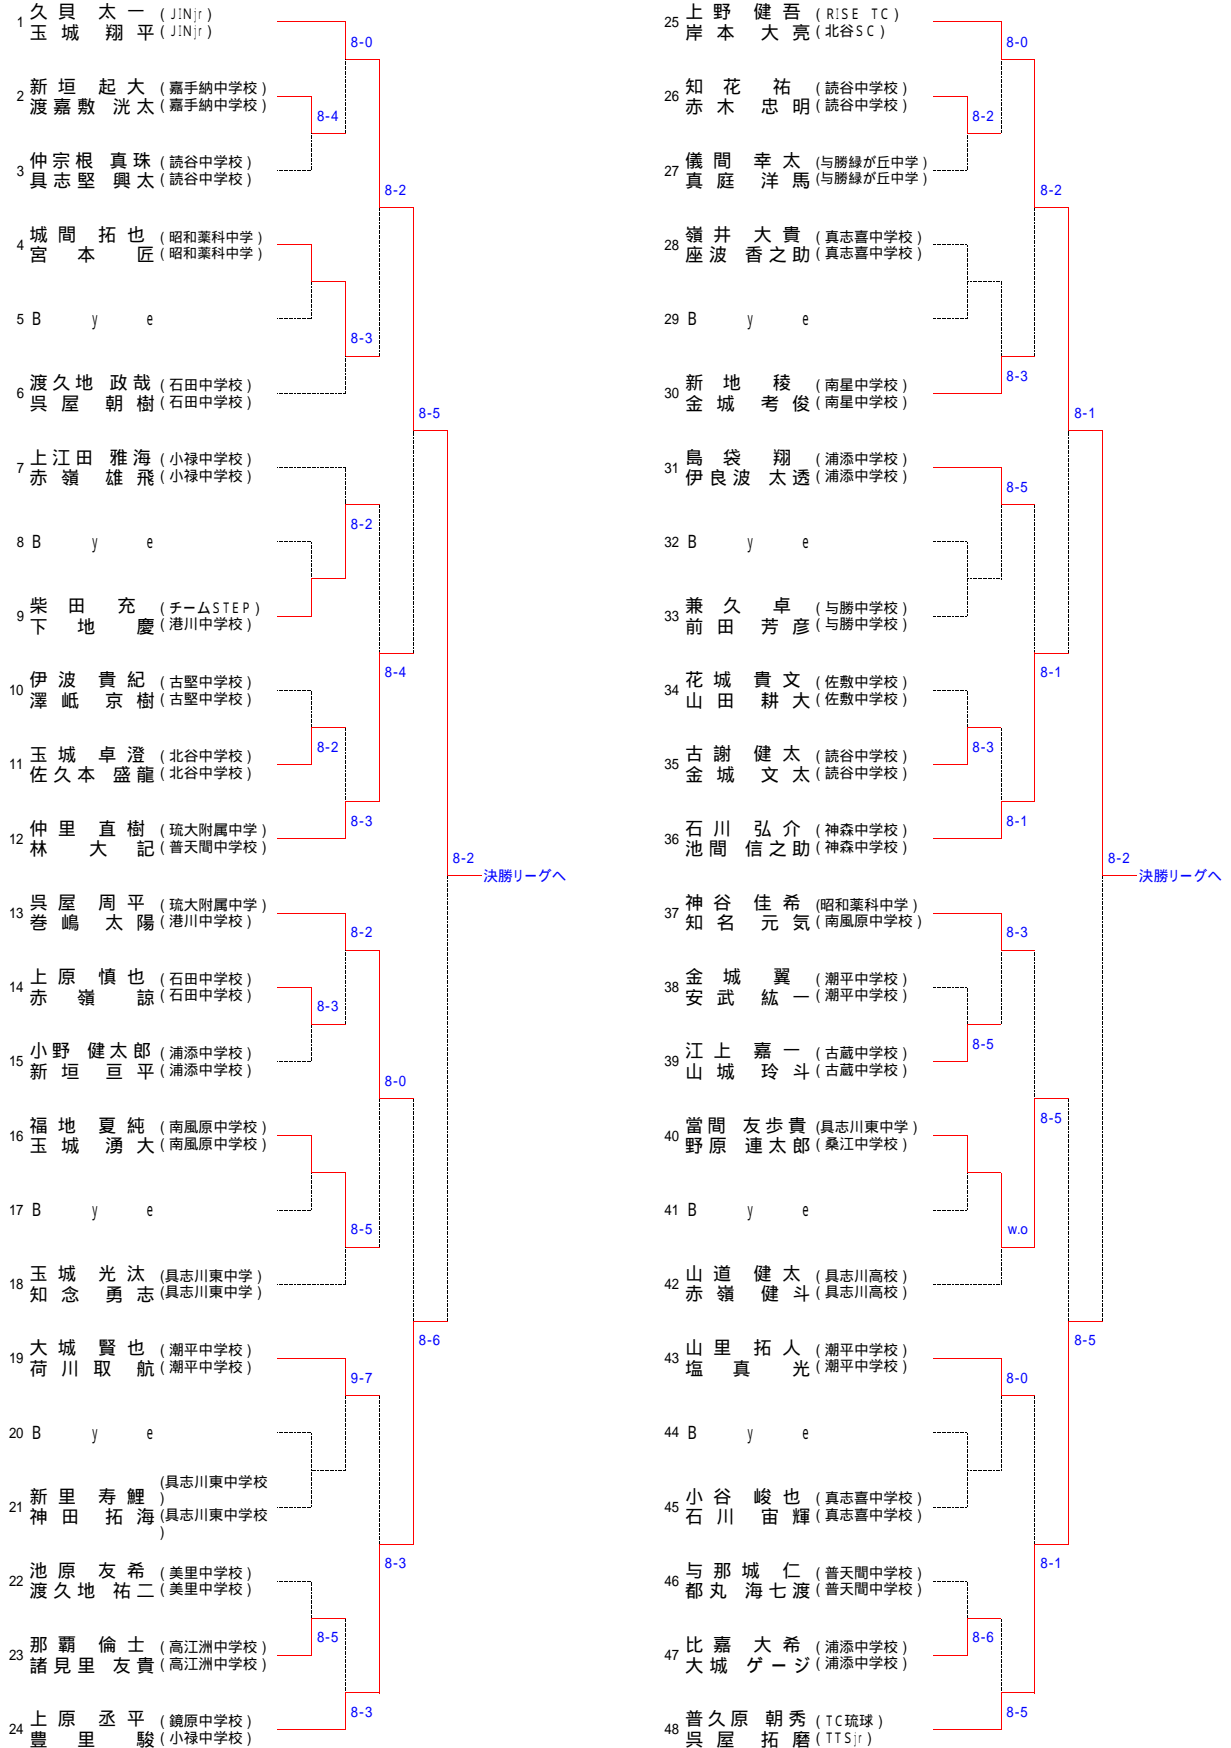 1 久貝 太一 (JINjr)
玉城 翔平 (JINjr)
8-0
2 新垣 起大 (嘉手納中学校)
渡嘉敷 洸太 (嘉手納中学校)
8-4
3 仲宗根 真珠 (読谷中学校)
具志堅 興太 (読谷中学校)
8-2
4 城間 拓也 (昭和薬科中学)
宮本 匠 (昭和薬科中学)
5 Bye
8-3
6 渡久地 政哉 (石田中学校)
呉屋 朝樹 (石田中学校)
8-5
7 上江田 雅海 (小禄中学校)
赤嶺 雄飛 (小禄中学校)
8-2
8 Bye
9 柴田 充 (チームSTEP)
下地 慶 (港川中学校)
8-4
10 伊波 貴紀 (古堅中学校)
澤岻 京樹 (古堅中学校)
8-2
11 玉城 卓澄 (北谷中学校)
佐久本 盛龍 (北谷中学校)
8-3
12 仲里 直樹 (琉大附属中学)
林 大記 (普天間中学校)
8-2
決勝リーグへ
13 呉屋 周平 (琉大附属中学)
巻嶋 太陽 (港川中学校)
8-2
14 上原 慎也 (石田中学校)
赤嶺 諒 (石田中学校)
8-3
15 小野 健太郎 (浦添中学校)
新垣 亘平 (浦添中学校)
8-0
16 福地 夏純 (南風原中学校)
玉城 湧大 (南風原中学校)
17 Bye
8-5
18 玉城 光汰 (具志川東中学)
知念 勇志 (具志川東中学)
8-6
19 大城 賢也 (潮平中学校)
荷川取 航 (潮平中学校)
9-7
20 Bye
21 新里 寿鯉 (具志川東中学校)
神田 拓海 (具志川東中学校)
8-3
22 池原 友希 (美里中学校)
渡久地 祐二 (美里中学校)
8-5
23 那覇 倫士 (高江洲中学校)
諸見里 友貴 (高江洲中学校)
8-3
24 上原 丞平 (鏡原中学校)
豊里 駿 (小禄中学校)
25 上野 健吾 (RISE TC)
岸本 大亮 (北谷SC)
8-0
26 知花 祐 (読谷中学校)
赤木 忠明 (読谷中学校)
8-2
27 儀間 幸太 (与勝緑が丘中学)
真庭 洋馬 (与勝緑が丘中学)
8-2
28 嶺井 大貴 (真志喜中学校)
座波 香之助 (真志喜中学校)
29 Bye
8-3
30 新地 稜 (南星中学校)
金城 考俊 (南星中学校)
8-1
31 島袋 翔 (浦添中学校)
伊良波 太透 (浦添中学校)
8-5
32 Bye
33 兼久 卓 (与勝中学校)
前田 芳彦 (与勝中学校)
8-1
34 花城 貴文 (佐敷中学校)
山田 耕大 (佐敷中学校)
8-3
35 古謝 健太 (読谷中学校)
金城 文太 (読谷中学校)
8-1
36 石川 弘介 (神森中学校)
池間 信之助 (神森中学校)
8-2
決勝リーグへ
37 神谷 佳希 (昭和薬科中学)
知名 元気 (南風原中学校)
8-3
38 金城 翼 (潮平中学校)
安武 紘一 (潮平中学校)
8-5
39 江上 嘉一 (古蔵中学校)
山城 玲斗 (古蔵中学校)
8-5
40 當間 友歩貴 (具志川東中学)
野原 連太郎 (桑江中学校)
41 Bye
w.o
42 山道 健太 (具志川高校)
赤嶺 健斗 (具志川高校)
8-5
43 山里 拓人 (潮平中学校)
塩真 光 (潮平中学校)
8-0
44 Bye
45 小谷 峻也 (真志喜中学校)
石川 宙輝 (真志喜中学校)
8-1
46 与那城 仁 (普天間中学校)
都丸 海七渡 (普天間中学校)
8-6
47 比嘉 大希 (浦添中学校)
大城 ゲージ (浦添中学校)
8-5
48 普久原 朝秀 (TC琉球)
呉屋 拓磨 (TTSjr)